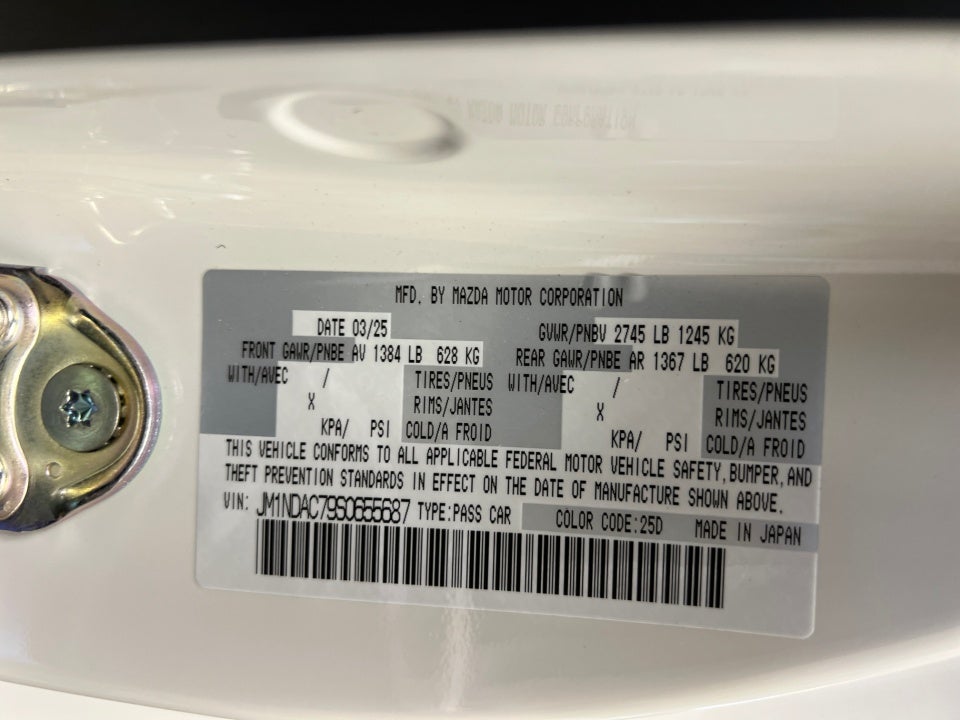 MFD. BY MAZDA MOTOR CORPORATION
DATE 03/25 GVWR/PNBV 2745 LB 1245 KG
FRONT GAWR/PNBE AV 1384 LB 628 KG REAR GAWR/PNBE AR 1367 LB 620 KG
WITH/AVEC / TIRES/PNEUS WITH/AVEC / TIRES/PNEUS
X RIMS/JANTES X RIMS/JANTES
KPA/ PSI COLD/A FROID KPA/ PSI COLD/A FROID
THIS VEHICLE CONFORMS TO ALL APPLICABLE FEDERAL MOTOR VEHICLE SAFETY, BUMPER, AND
THEFT PREVENTION STANDARDS IN EFFECT ON THE DATE OF MANUFACTURE SHOWN ABOVE.
VIN: JM1NDAC79S0655687 TYPE:PASS CAR COLOR CODE:25D MADE IN JAPAN